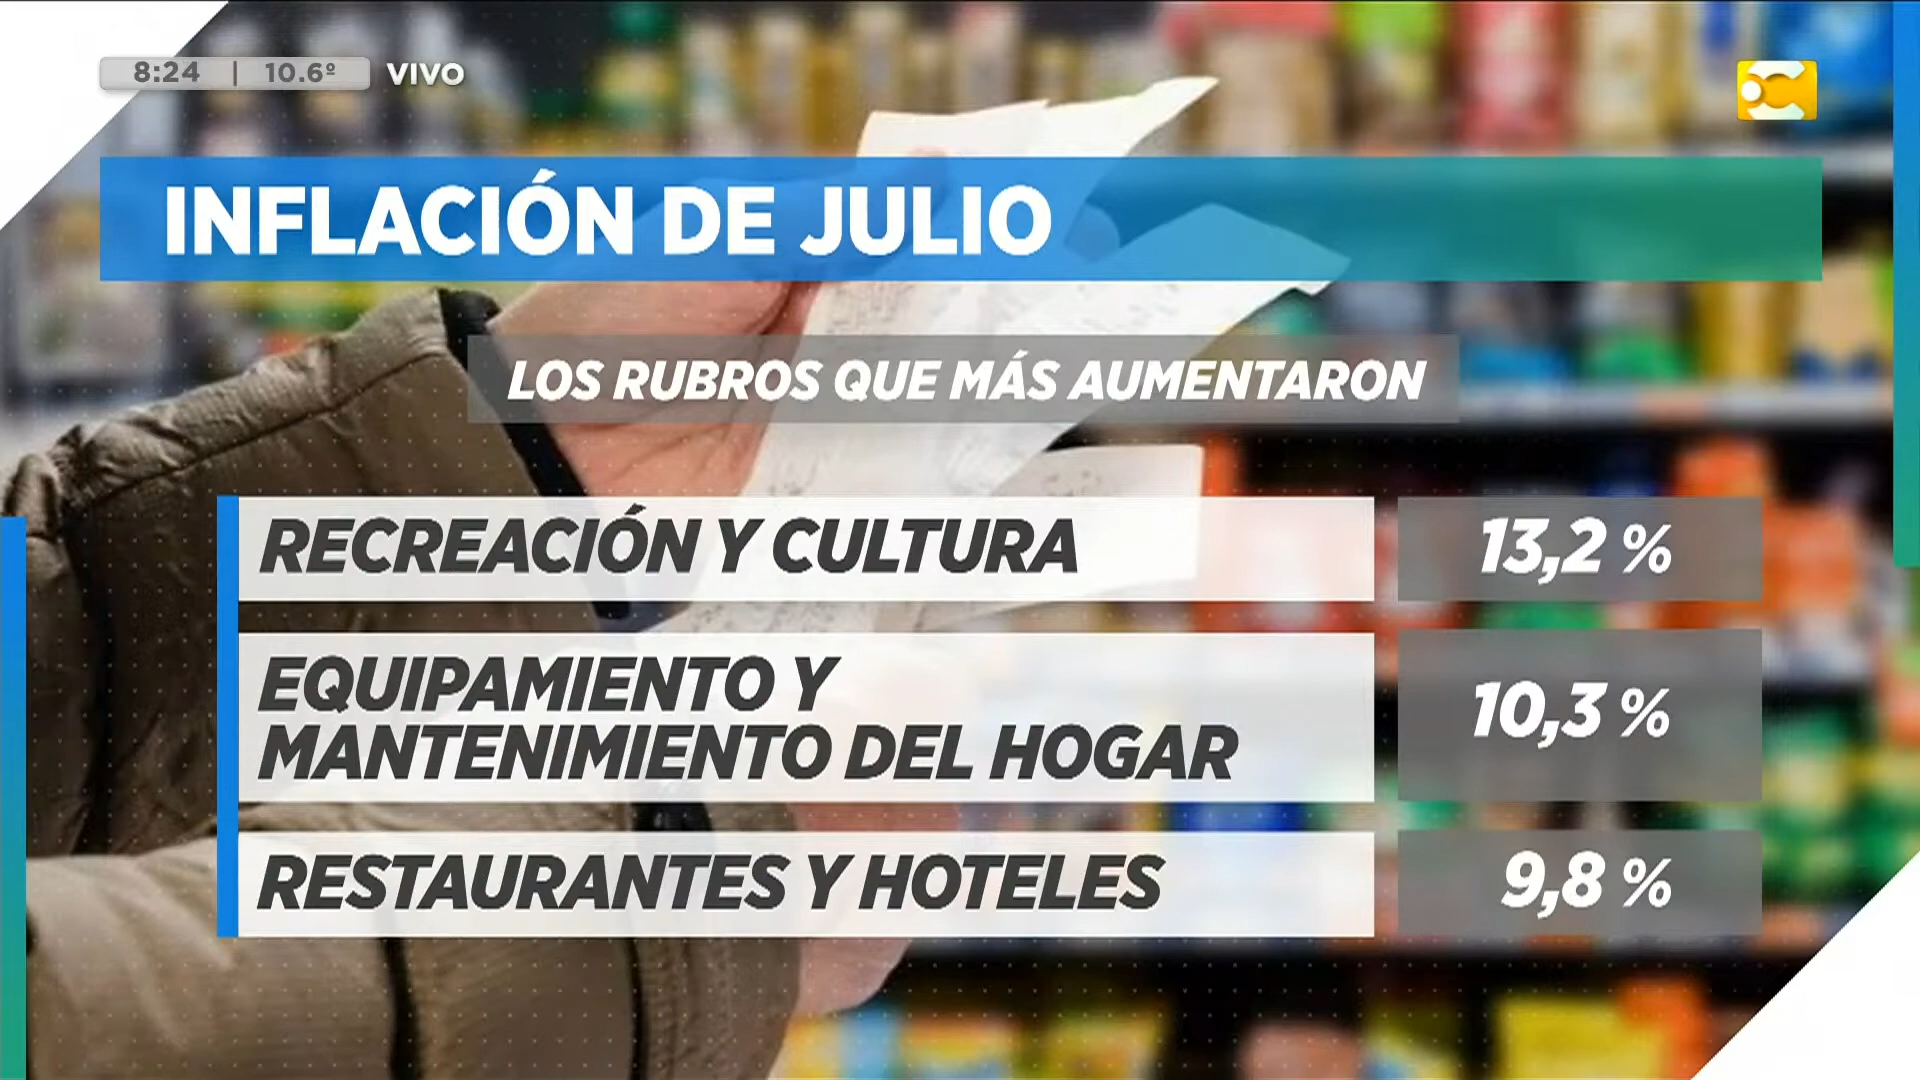 8:24 | 10.6º VIVO
INFLACIÓN DE JULIO
LOS RUBROS QUE MÁS AUMENTARON
RECREACIÓN Y CULTURA 13,2 %
EQUIPAMIENTO Y
MANTENIMIENTO DEL HOGAR 10,3 %
RESTAURANTES Y HOTELES 9,8 %